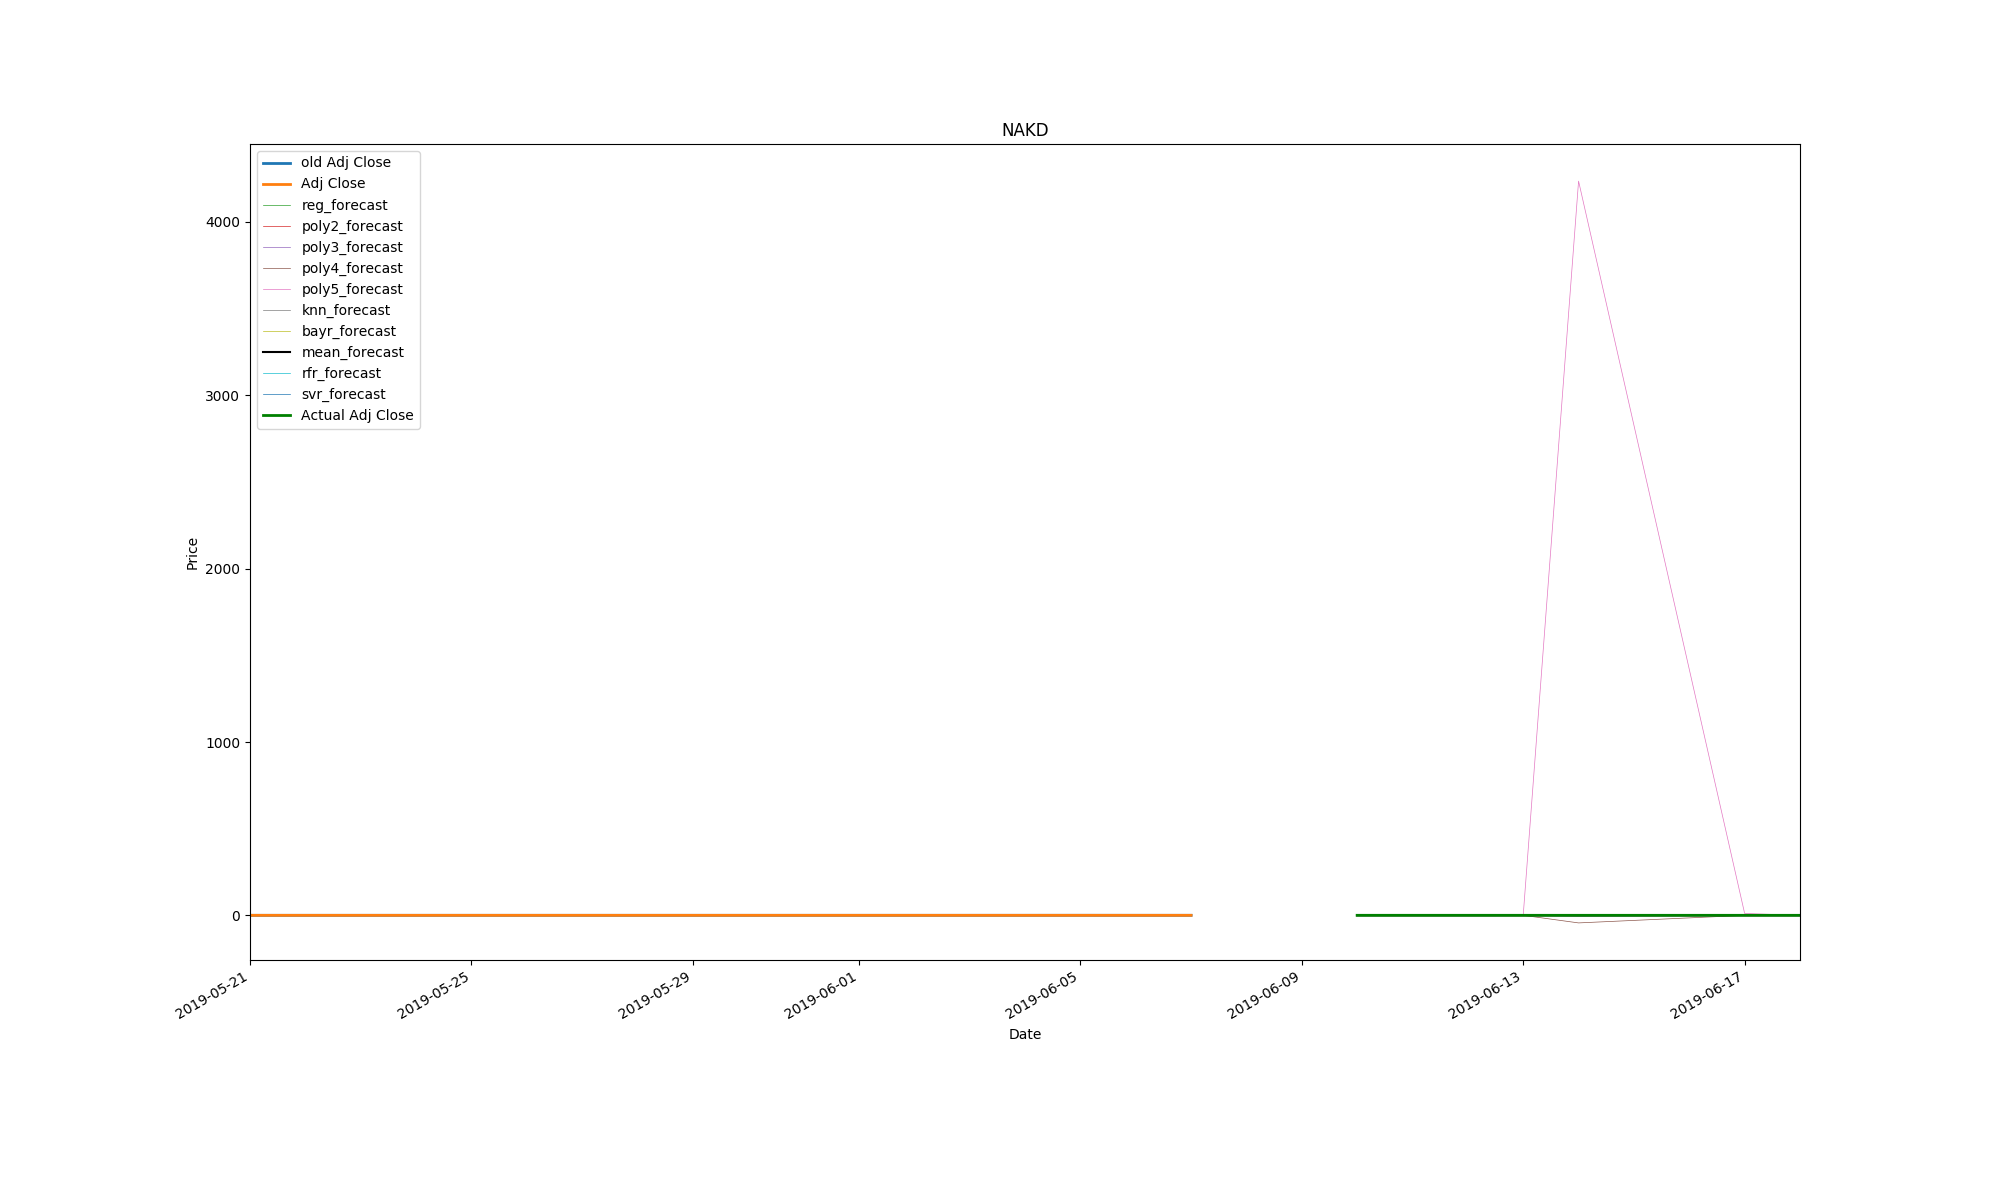 NAKD
old Adj Close
Adj Close
reg_forecast
poly2_forecast
poly3_forecast
poly4_forecast
poly5_forecast
knn_forecast
bayr_forecast
mean_forecast
rfr_forecast
svr_forecast
Actual Adj Close
4000
3000
2000
1000
0
Price
2019-05-21
2019-05-25
2019-05-29
2019-06-01
2019-06-05
2019-06-09
2019-06-13
2019-06-17
Date